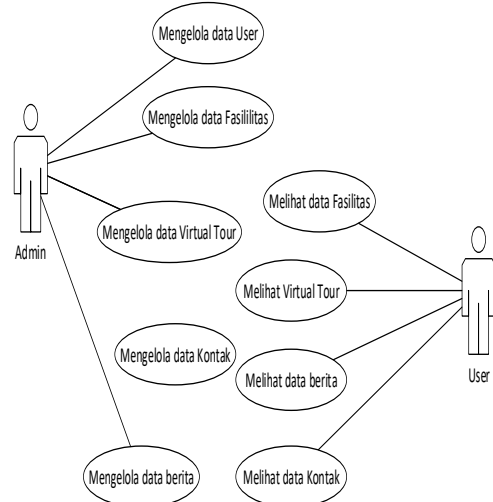 Mengelola data User
Mengelola data Fasililitas
Admin
Mengelola data Virtual Tour
Melihat data Fasilitas
Melihat Virtual Tour
Mengelola data Kontak
Melihat data berita
User
Mengelola data berita
Melihat data Kontak